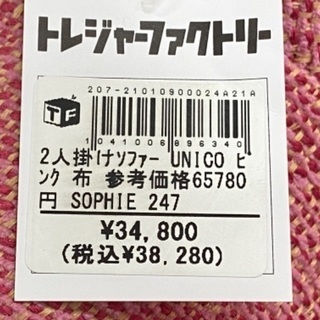 トレジャーファクトリー
207-21010900024A21A
TF
1041006896340
2人掛けソファー UNICO ピ
ンク 布 参考価格65780
円 SOPHIE 247
¥34,800
(税込¥38,280)